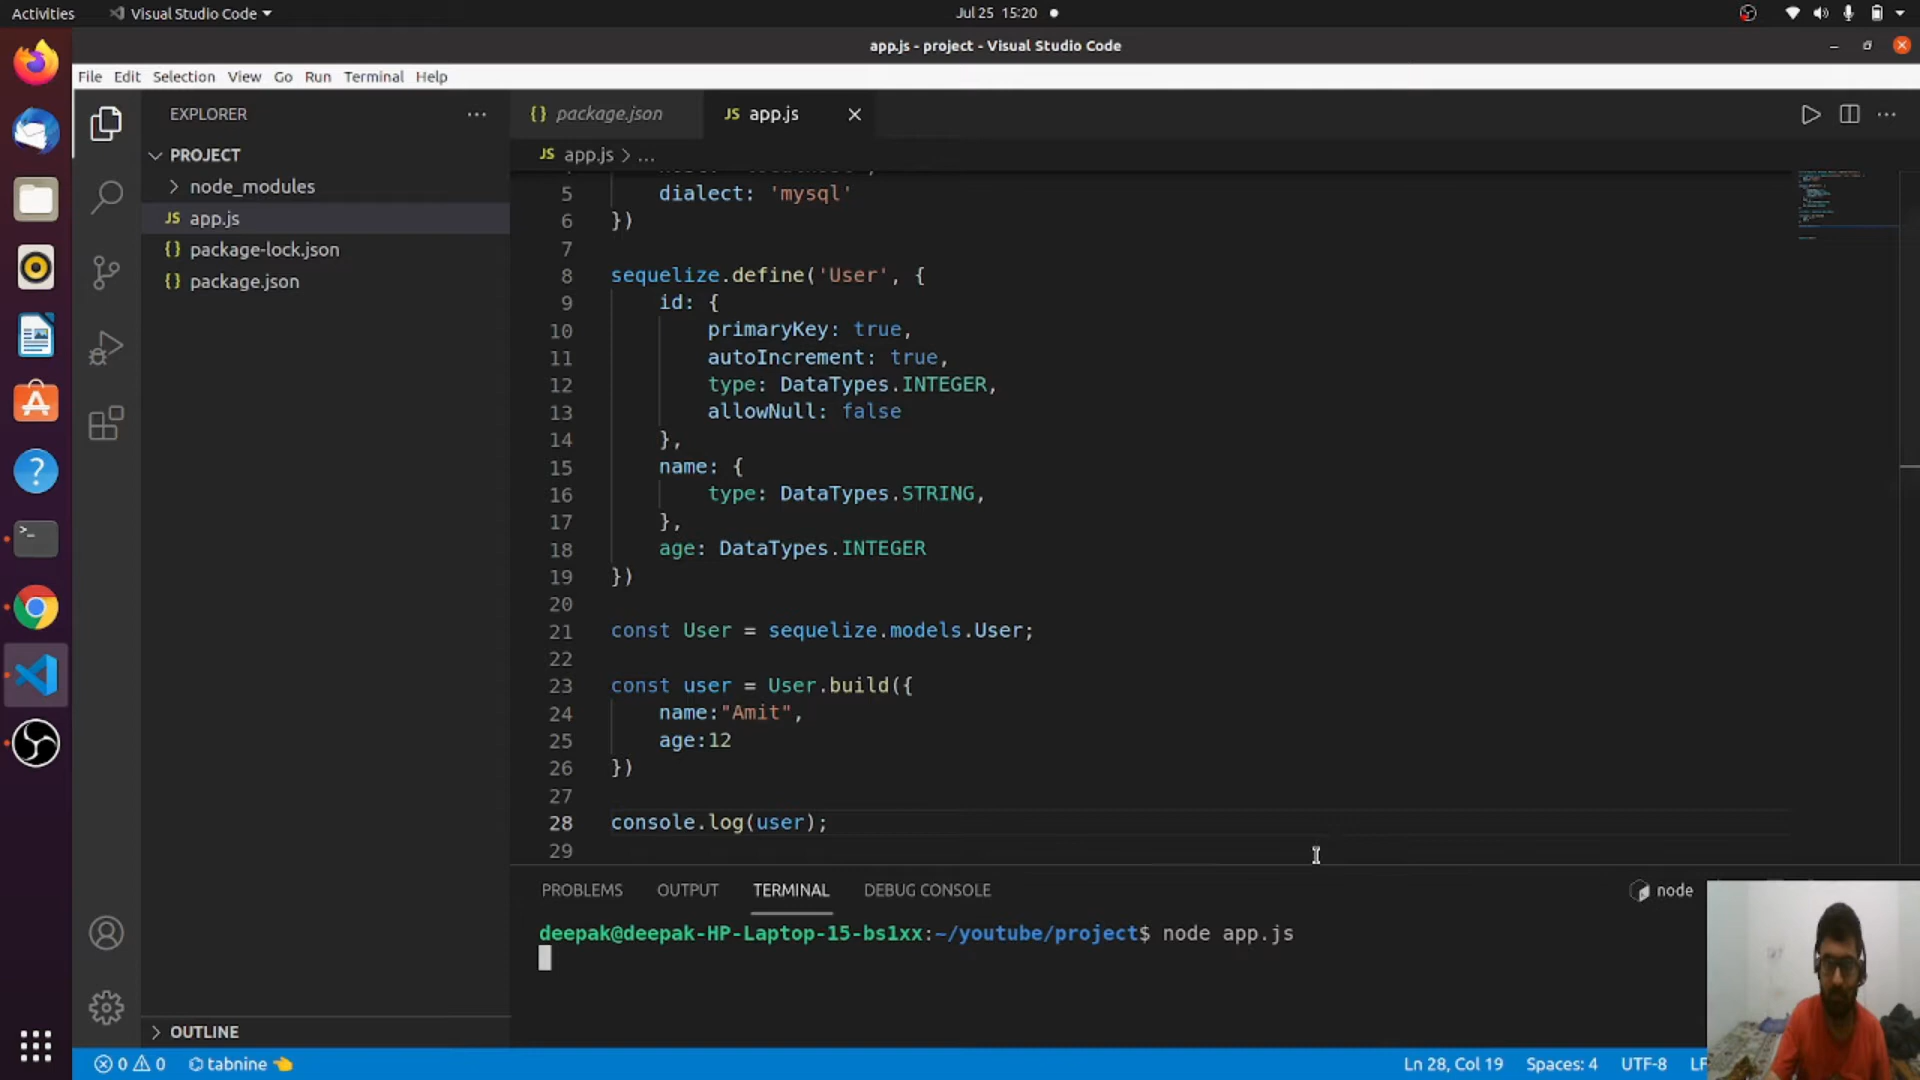 Activities
Visual Studio Code
Jul 25 15:20
app.js - project - Visual Studio Code
File Edit Selection View Go Run Terminal Help
EXPLORER
PROJECT
node_modules
JS app.js
{} package-lock.json
{} package.json
OUTLINE
{} package.json
JS app.js
JS app.js > ...
5 dialect: 'mysql'
6 })
7
8 sequelize.define('User', {
9 id: {
10 primaryKey: true,
11 autoIncrement: true,
12 type: DataTypes.INTEGER,
13 allowNull: false
14 },
15 name: {
16 type: DataTypes.STRING,
17 },
18 age: DataTypes.INTEGER
19 })
20
21 const User = sequelize.models.User;
22
23 const user = User.build({
24 name:"Amit",
25 age:12
26 })
27
28 console.log(user);
29
PROBLEMS OUTPUT TERMINAL DEBUG CONSOLE
node
deepak@deepak-HP-Laptop-15-bs1xx:~/youtube/project$ node app.js
0 0 tabnine
Ln 28, Col 19 Spaces: 4 UTF-8 LF